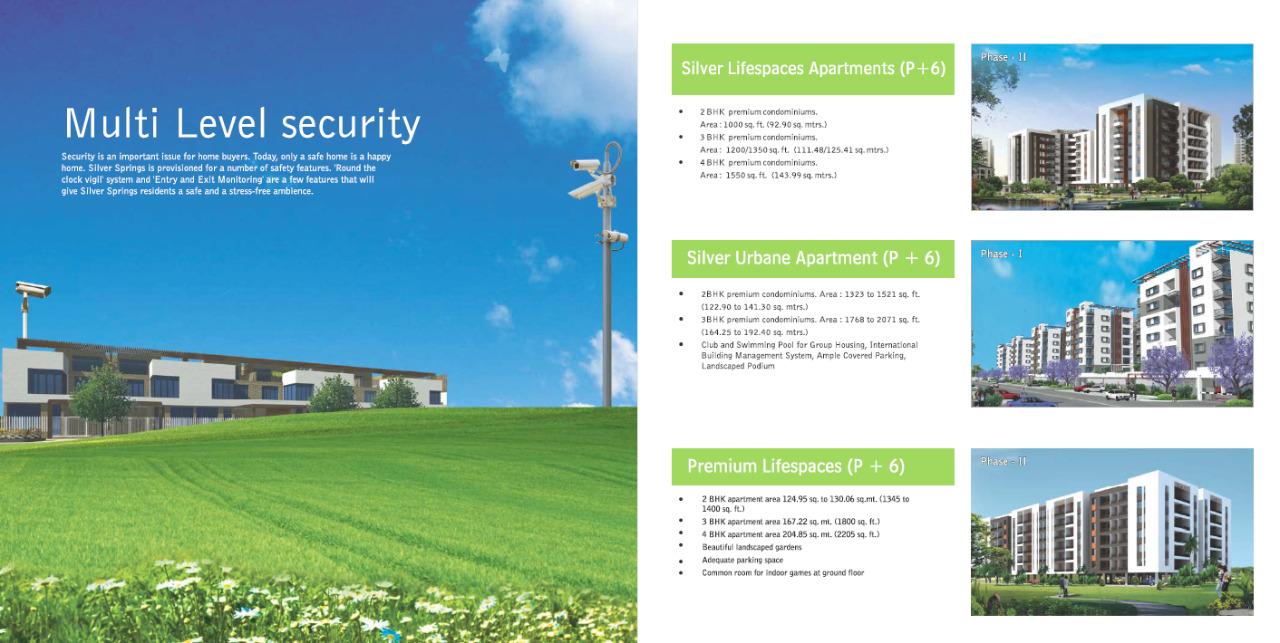 Multi Level security
Security is an important issue for home buyers. Today, only a safe home is a happy
home. Silver Springs is provisioned for a number of safety features. 'Round the
clock vigil' system and 'Entry and Exit Monitoring' are a few features that will
give Silver Springs residents a safe and a stress-free ambience.
Silver Lifespaces Apartments (P+6)
• 2 BHK premium condominiums.
Area : 1000 sq. ft. (92.90 sq. mtrs.)
• 3 BHK premium condominiums.
Area : 1200/1350 sq. ft. (111.48/125.41 sq. mtrs.)
• 4 BHK premium condominiums.
Area : 1550 sq. ft. (143.99 sq. mtrs.)
Phase - II
Silver Urbane Apartment (P + 6)
• 2BHK premium condominiums. Area : 1323 to 1521 sq. ft.
(122.90 to 141.30 sq. mtrs.)
• 3BHK premium condominiums. Area : 1768 to 2071 sq. ft.
(164.25 to 192.40 sq. mtrs.)
• Club and Swimming Pool for Group Housing, International
Building Management System, Ample Covered Parking,
Landscaped Podium
Phase - I
Premium Lifespaces (P + 6)
• 2 BHK apartment area 124.95 sq. to 130.06 sq.mt. (1345 to
1400 sq. ft.)
• 3 BHK apartment area 167.22 sq. mt. (1800 sq. ft.)
• 4 BHK apartment area 204.85 sq. mt. (2205 sq. ft.)
• Beautiful landscaped gardens
• Adequate parking space
• Common room for indoor games at ground floor
Phase - II